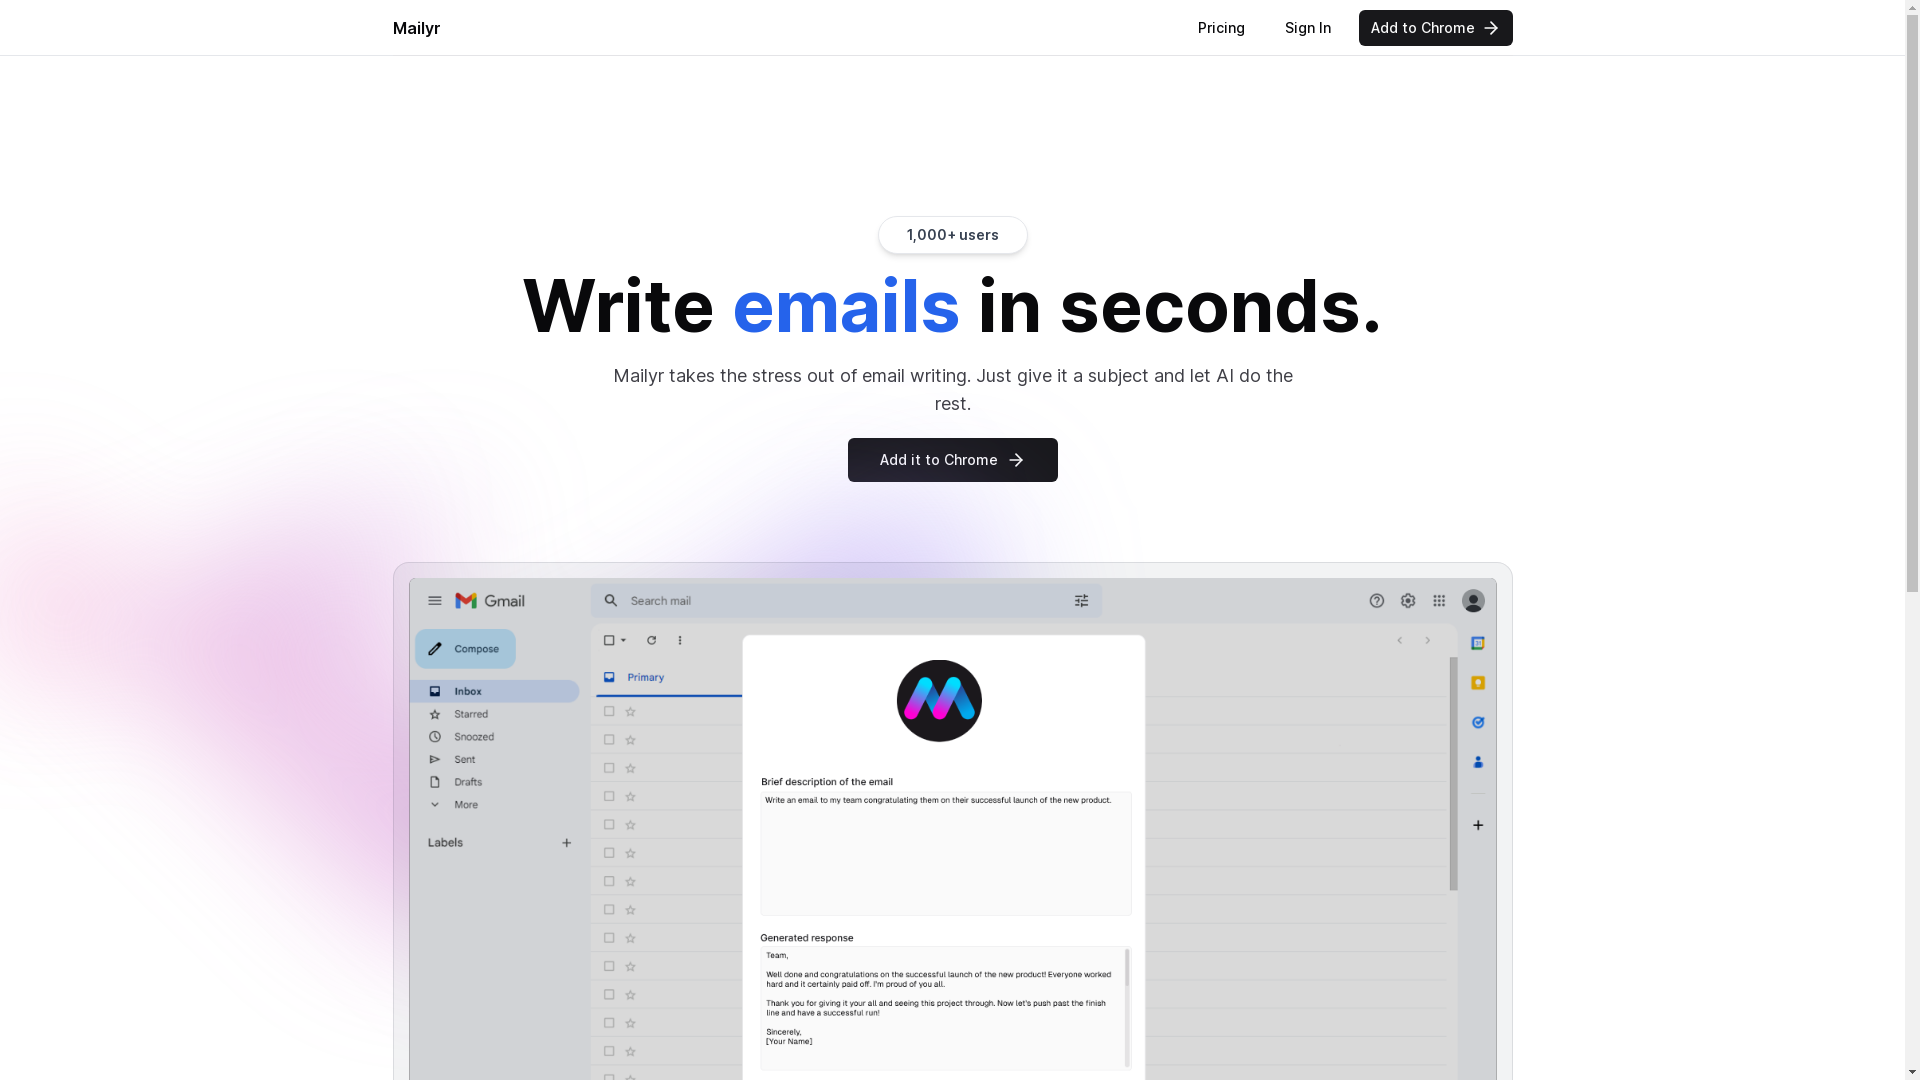 Mailyr
Pricing
Sign In
Add to Chrome
1,000+ users
Write emails in seconds.
Mailyr takes the stress out of email writing. Just give it a subject and let AI do the
rest.
Add it to Chrome
Gmail
Search mail
Compose
Inbox
Starred
Snoozed
Sent
Drafts
More
Labels
Primary
31
Brief description of the email
Write an email to my team congratulating them on their successful launch of the new product.
Generated response
Team,
Well done and congratulations on the successful launch of the new product! Everyone worked
hard and it certainly paid off. I'm proud of you all.
Thank you for giving it your all and seeing this project through. Now let's push past the finish
line and have a successful run!
Sincerely,
[Your Name]